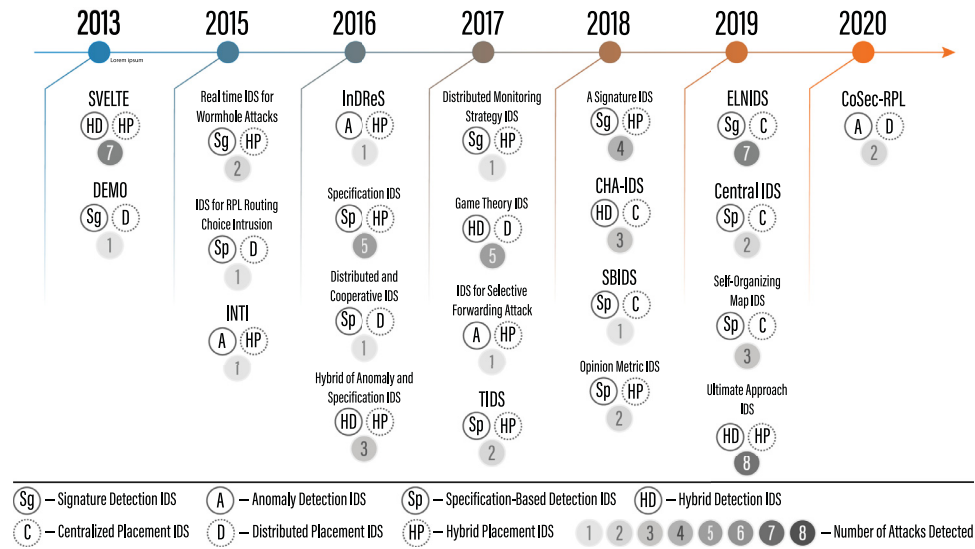 2013
2015
2016
2017
2018
2019
2020
Lorem ipsum
SVELTE
HD HP
7
DEMO
Sg D
1
Real time IDS for
Wormhole Attacks
Sg HP
2
IDS for RPL Routing
Choice Intrusion
Sp D
1
INTI
A HP
1
InDReS
A HP
1
Specification IDS
Sp HP
5
Distributed and
Cooperative IDS
Sp D
1
Hybrid of Anomaly and
Specification IDS
HD HP
3
Distributed Monitoring
Strategy IDS
Sg HP
1
Game Theory IDS
HD D
5
IDS for Selective
Forwarding Attack
A HP
1
TIDS
Sp HP
2
A Signature IDS
Sg HP
4
CHA-IDS
HD C
3
SBIDS
Sp C
1
Opinion Metric IDS
Sp HP
2
ELNIDS
Sg C
7
Central IDS
Sp C
2
Self-Organizing
Map IDS
Sp C
3
Ultimate Approach
IDS
HD HP
8
CoSec-RPL
A D
2
Sg – Signature Detection IDS
A – Anomaly Detection IDS
Sp – Specification-Based Detection IDS
HD – Hybrid Detection IDS
C – Centralized Placement IDS
D – Distributed Placement IDS
HP – Hybrid Placement IDS
1 2 3 4 5 6 7 8 – Number of Attacks Detected